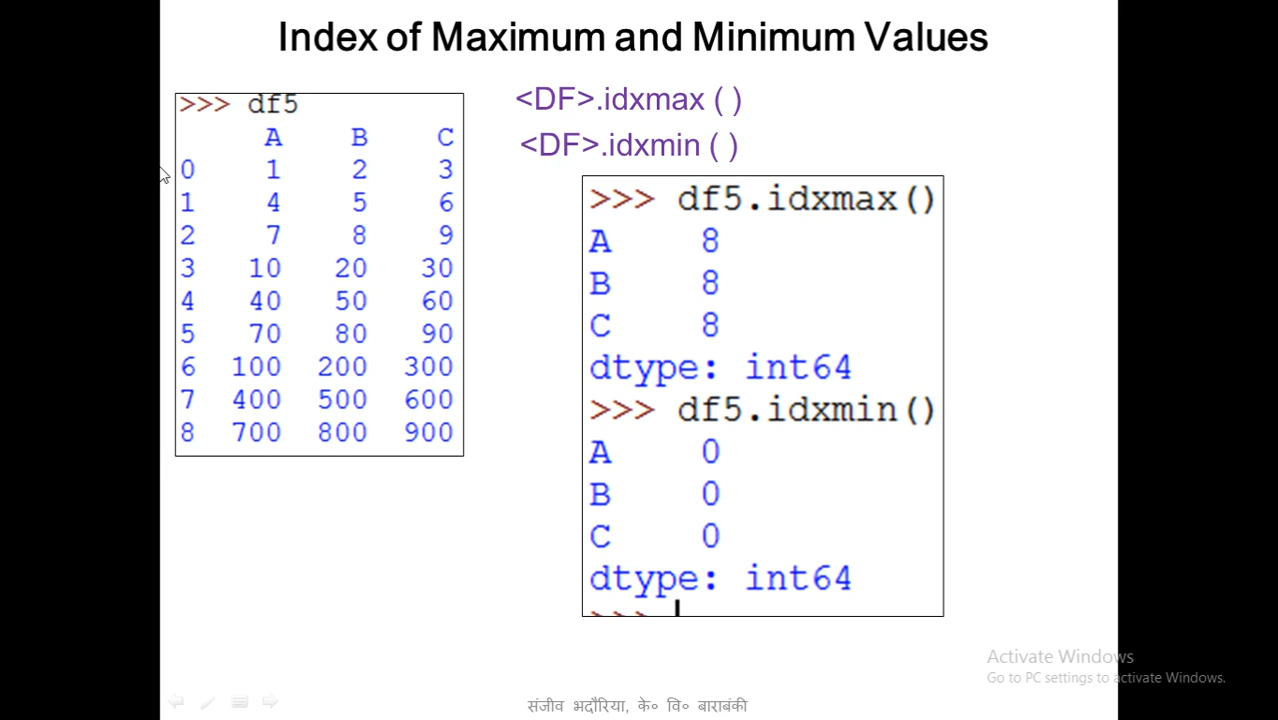 Index of Maximum and Minimum Values
>>> df5
A B C
0 1 2 3
1 4 5 6
2 7 8 9
3 10 20 30
4 40 50 60
5 70 80 90
6 100 200 300
7 400 500 600
8 700 800 900
<DF>.idxmax ( )
<DF>.idxmin ( )
>>> df5.idxmax()
A 8
B 8
C 8
dtype: int64
>>> df5.idxmin()
A 0
B 0
C 0
dtype: int64
>>>
Activate Windows
Go to PC settings to activate Windows.
संजीव भदौरिया, के० वि० बाराबंकी